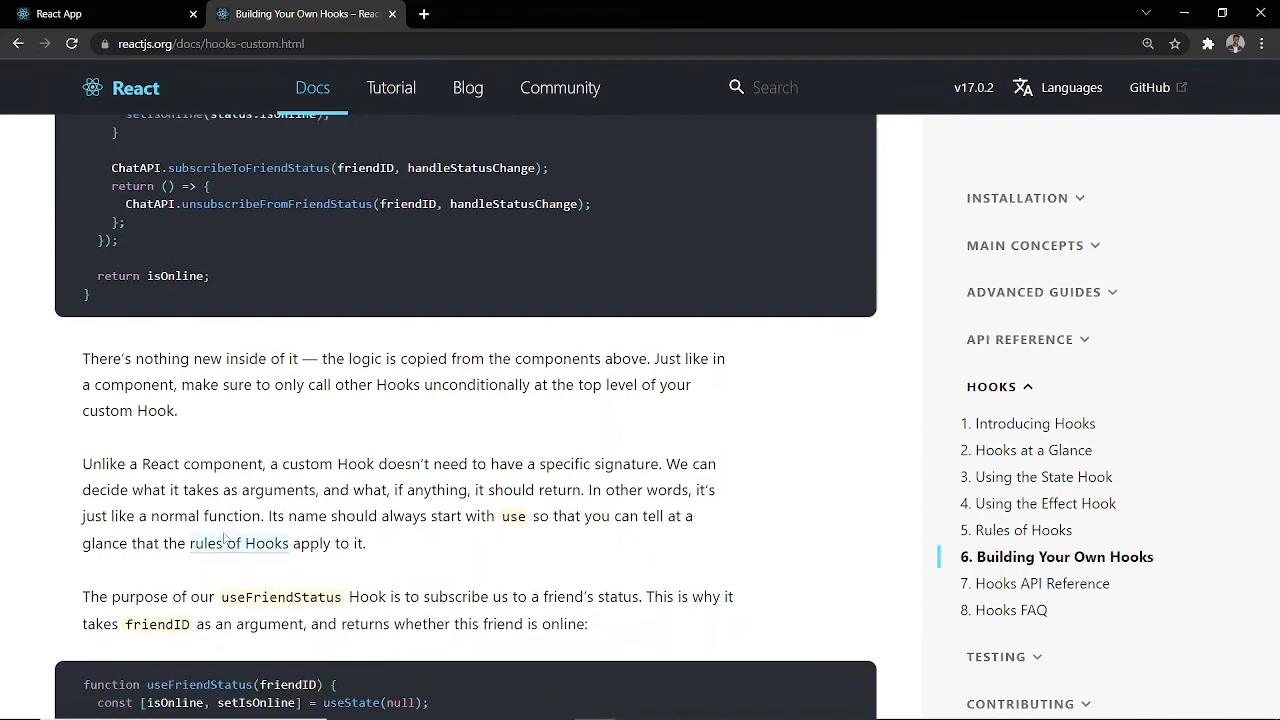 React App
Building Your Own Hooks – Reac
reactjs.org/docs/hooks-custom.html
React
Docs
Tutorial
Blog
Community
Search
v17.0.2
Languages
GitHub
setIsOnline(status.isOnline);
}
ChatAPI.subscribeToFriendStatus(friendID, handleStatusChange);
return () => {
ChatAPI.unsubscribeFromFriendStatus(friendID, handleStatusChange);
};
});
return isOnline;
}
There's nothing new inside of it — the logic is copied from the components above. Just like in
a component, make sure to only call other Hooks unconditionally at the top level of your
custom Hook.
Unlike a React component, a custom Hook doesn't need to have a specific signature. We can
decide what it takes as arguments, and what, if anything, it should return. In other words, it's
just like a normal function. Its name should always start with use so that you can tell at a
glance that the rules of Hooks apply to it.
The purpose of our useFriendStatus Hook is to subscribe us to a friend's status. This is why it
takes friendID as an argument, and returns whether this friend is online:
function useFriendStatus(friendID) {
const [isOnline, setIsOnline] = useState(null);
INSTALLATION
MAIN CONCEPTS
ADVANCED GUIDES
API REFERENCE
HOOKS
1. Introducing Hooks
2. Hooks at a Glance
3. Using the State Hook
4. Using the Effect Hook
5. Rules of Hooks
6. Building Your Own Hooks
7. Hooks API Reference
8. Hooks FAQ
TESTING
CONTRIBUTING